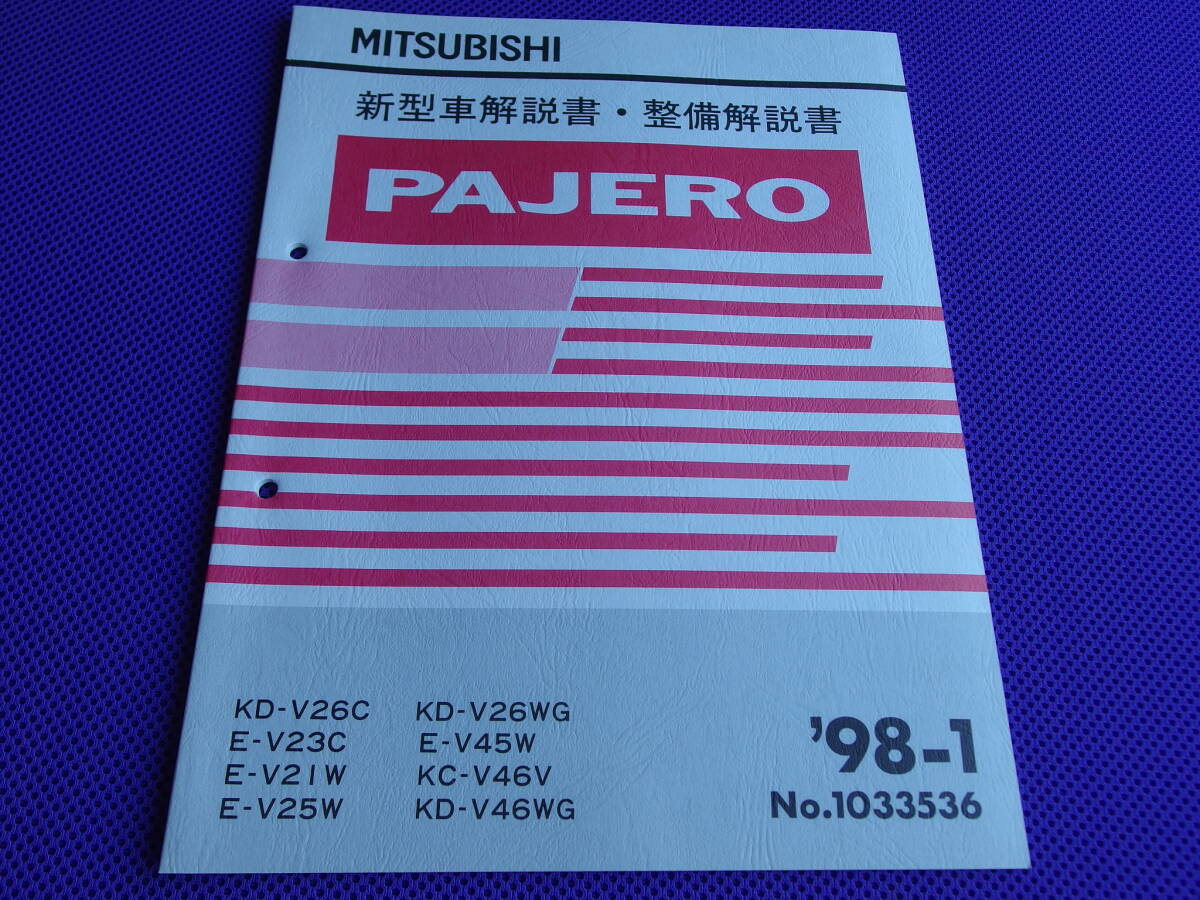 MITSUBISHI
新型車解説書・整備解説書
PAJERO
KD-V26C KD-V26WG
E-V23C E-V45W
E-V21W KC-V46V
E-V25W KD-V46WG
'98-1
No.1033536